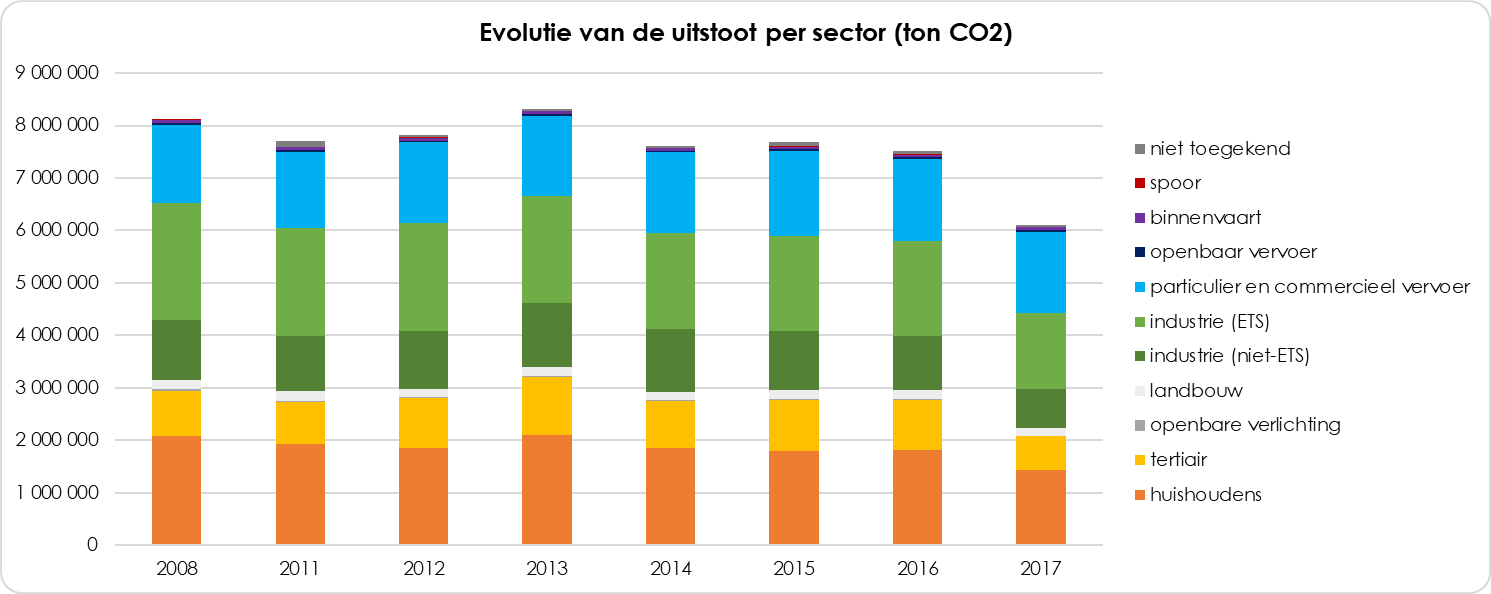 Evolutie van de uitstoot per sector (ton CO2)
9 000 000
8 000 000
7 000 000
6 000 000
5 000 000
4 000 000
3 000 000
2 000 000
1 000 000
0
2008 2011 2012 2013 2014 2015 2016 2017
niet toegekend
spoor
binnenvaart
openbaar vervoer
particulier en commercieel vervoer
industrie (ETS)
industrie (niet-ETS)
landbouw
openbare verlichting
tertiair
huishoudens